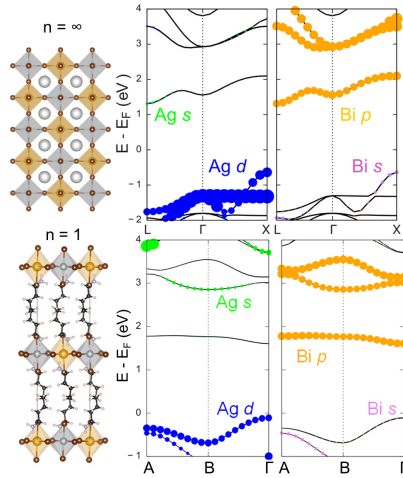 n = ∞
E - E_F (eV)
4
3
2
1
0
−1
−2
Ag s
Ag d
Bi p
Bi s
L Γ X L Γ X
n = 1
E - E_F (eV)
4
3
2
1
0
−1
Ag s
Ag d
Bi p
Bi s
A B Γ A B Γ